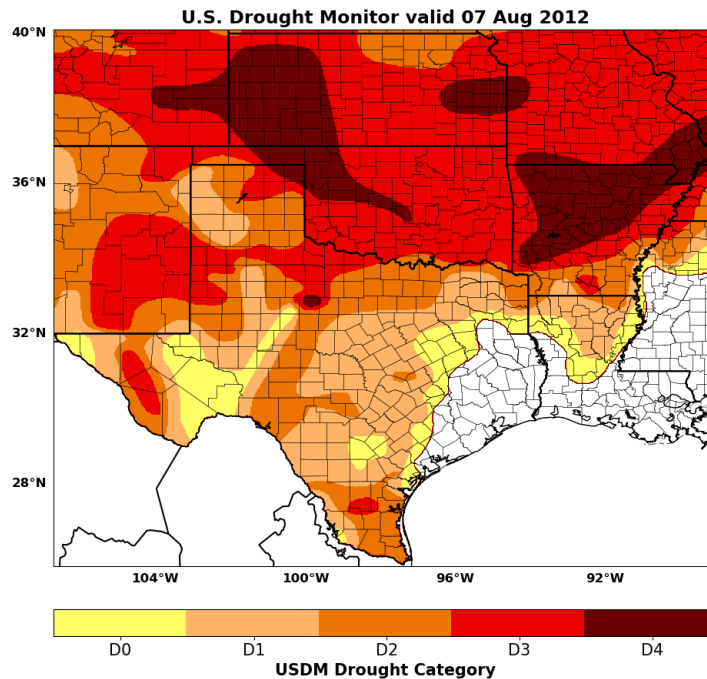 U.S. Drought Monitor valid 07 Aug 2012
40°N
36°N
32°N
28°N
104°W 100°W 96°W 92°W
D0 D1 D2 D3 D4
USDM Drought Category